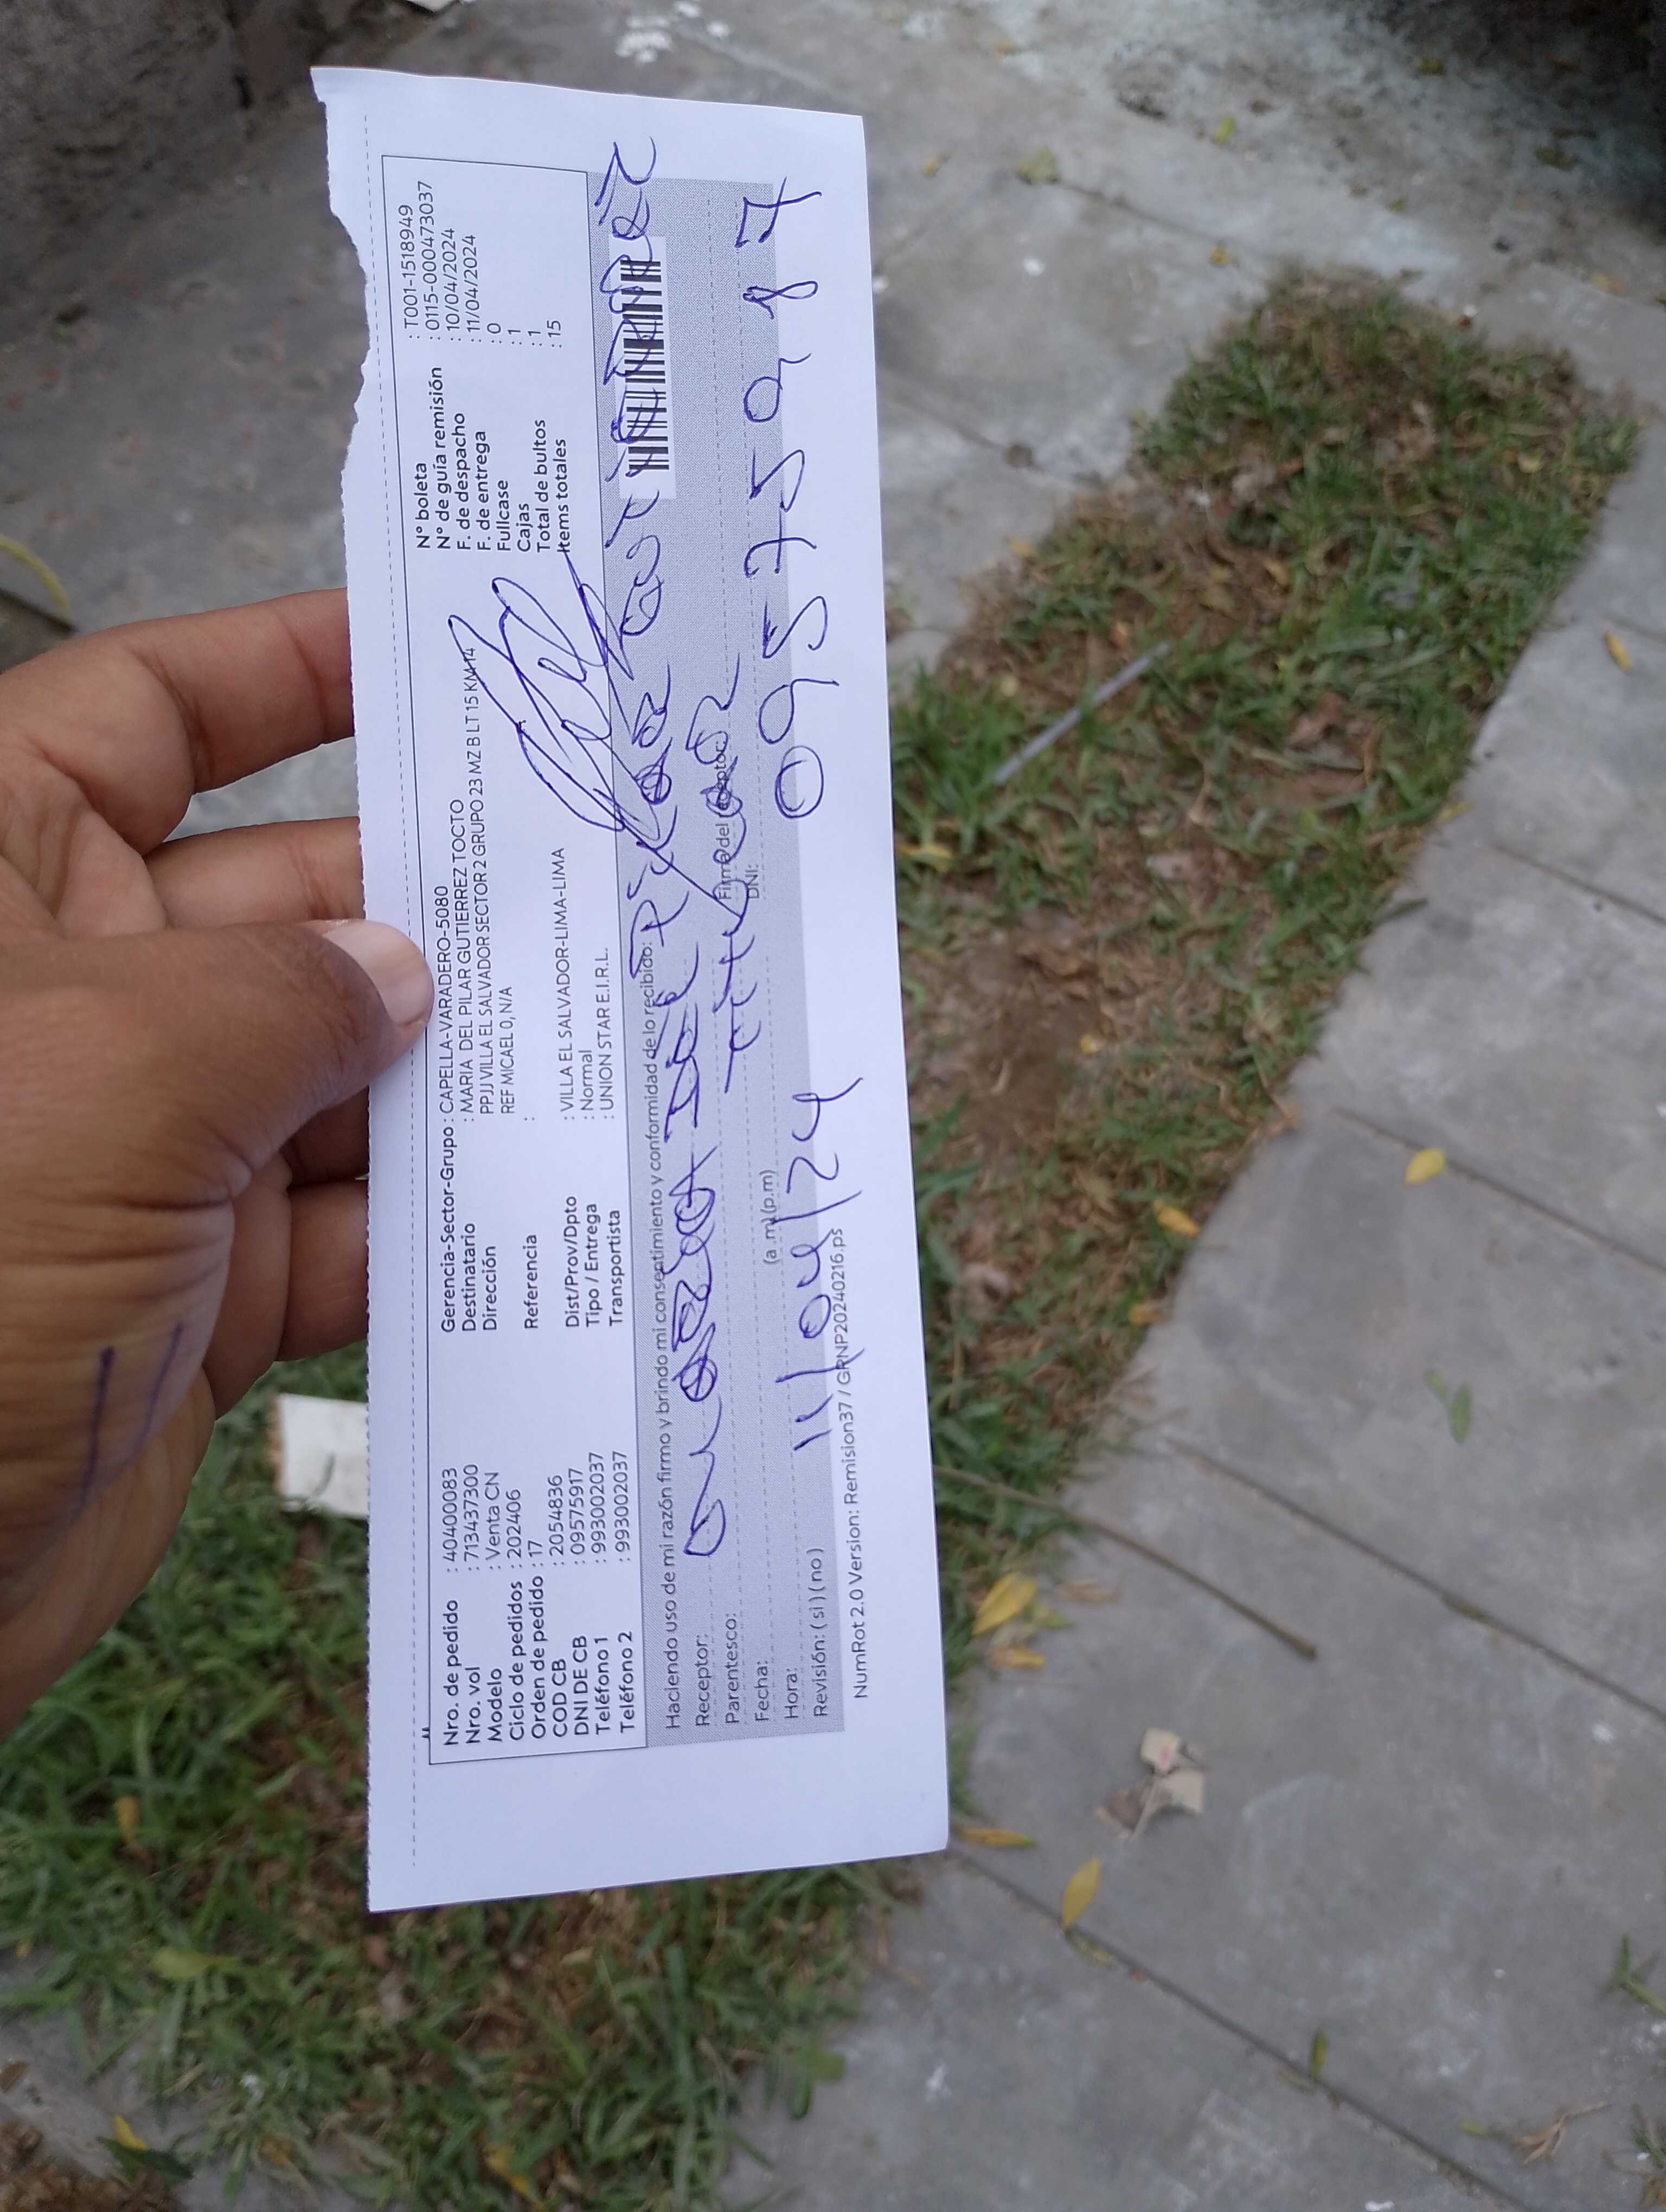 Nro. de pedido : 40400083
Nro. vol : 713437300
Modelo : Venta CN
Ciclo de pedidos : 202406
Orden de pedido : 17
COD CB : 2054836
DNI DE CB : 09575917
Teléfono 1 : 993002037
Teléfono 2 : 993002037
Gerencia-Sector-Grupo : CAPELLA-VARADERO-5080
Destinatario : MARIA DEL PILAR GUTIERREZ TOCTO
Dirección PPJJ VILLA EL SALVADOR SECTOR 2 GRUPO 23 MZ B LT 15 KM 14
REF MICAEL 0, N/A
Referencia :
Dist/Prov/Dpto : VILLA EL SALVADOR-LIMA-LIMA
Tipo / Entrega : Normal
Transportista : UNION STAR E.I.R.L.
N° boleta : T001-1518949
N° de guía remisión : 0115-000473037
F. de despacho : 10/04/2024
F. de entrega : 11/04/2024
Fullcase : 0
Cajas : 1
Total de bultos : 1
Items totales : 15
Haciendo uso de mi razón firmo y brindo mi consentimiento y conformidad de lo recibido:
Receptor:
Parentesco:
Firma del receptor:
Fecha: DNI:
Hora: (a.m) (p.m)
11/04/24
Revisión: (si) (no)
NumRot 2.0 Version: Remision37 / GRNP20240216.ps